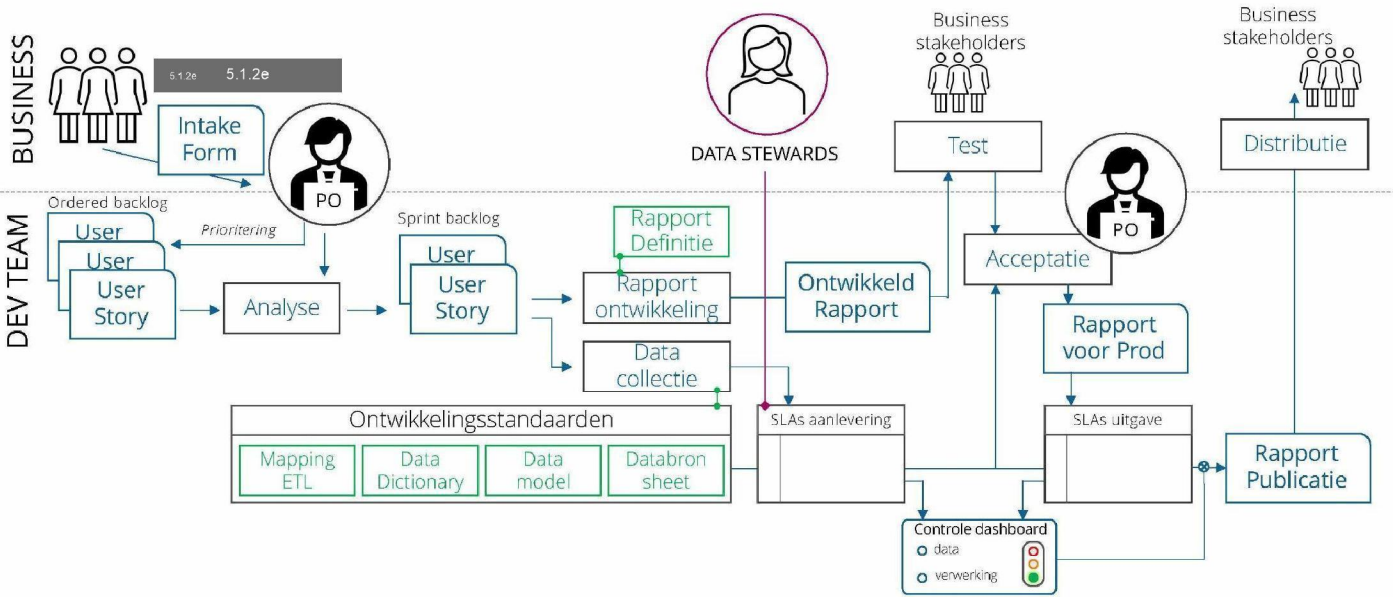 BUSINESS
5.1.2e 5.1.2e
Intake
Form
PO
DATA STEWARDS
Business
stakeholders
Test
Business
stakeholders
Distributie
DEV TEAM
Ordered backlog
User
User
User
Story
Prioritering
Analyse
Sprint backlog
User
User
Story
Rapport
Definitie
Rapport
ontwikkeling
Data
collectie
Ontwikkeld
Rapport
PO
Acceptatie
Rapport
voor Prod
Ontwikkelingsstandaarden
Mapping
ETL
Data
Dictionary
Data
model
Databron
sheet
SLAs aanlevering
SLAs uitgave
Rapport
Publicatie
Controle dashboard
data
verwerking